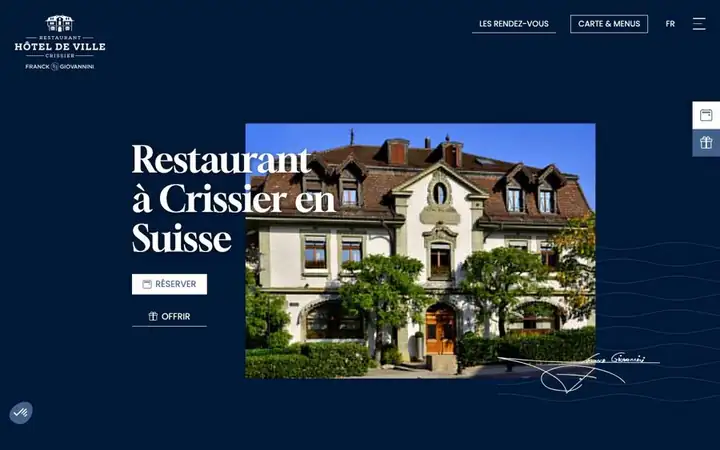 RESTAURANT
HÔTEL DE VILLE
CRISSIER
FRANCK GIOVANNINI
LES RENDEZ-VOUS
CARTE & MENUS
FR
Restaurant
à Crissier en
Suisse
RÉSERVER
OFFRIR